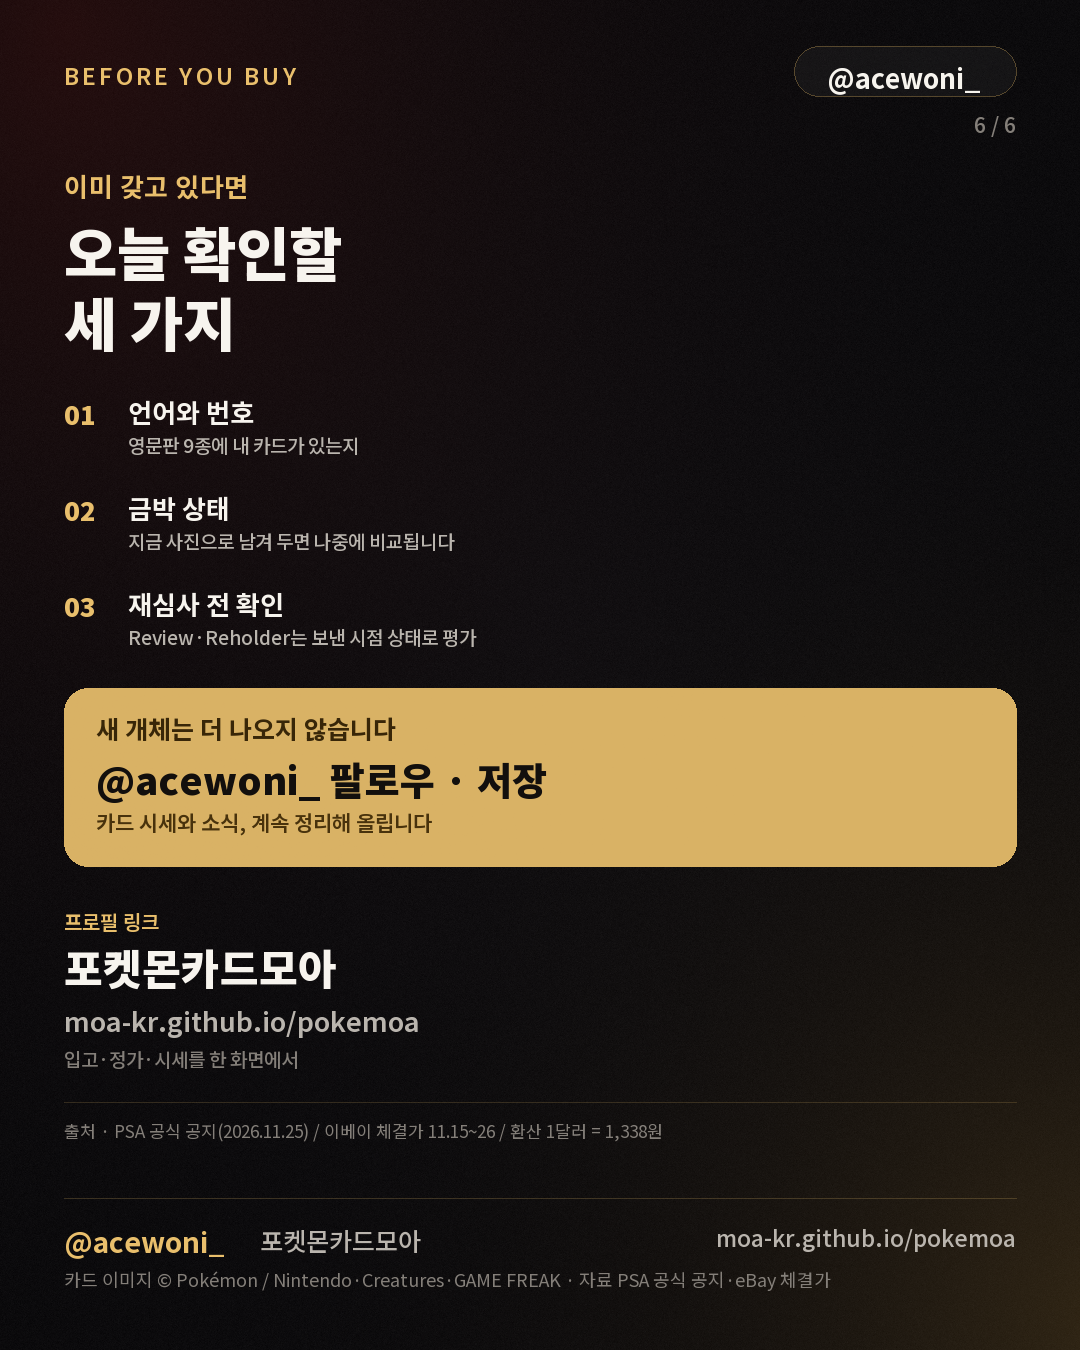 BEFORE YOU BUY
@acewoni_
6 / 6
이미 갖고 있다면
오늘 확인할
세 가지
01 언어와 번호
영문판 9종에 내 카드가 있는지
02 금박 상태
지금 사진으로 남겨 두면 나중에 비교됩니다
03 재심사 전 확인
Review · Reholder는 보낸 시점 상태로 평가
새 개체는 더 나오지 않습니다
@acewoni_ 팔로우 · 저장
카드 시세와 소식, 계속 정리해 올립니다
프로필 링크
포켓몬카드모아
moa-kr.github.io/pokemoa
입고 · 정가 · 시세를 한 화면에서
출처 · PSA 공식 공지(2026.11.25) / 이베이 체결가 11.15~26 / 환산 1달러 = 1,338원
@acewoni_ 포켓몬카드모아 moa-kr.github.io/pokemoa
카드 이미지 © Pokémon / Nintendo · Creatures · GAME FREAK · 자료 PSA 공식 공지 · eBay 체결가